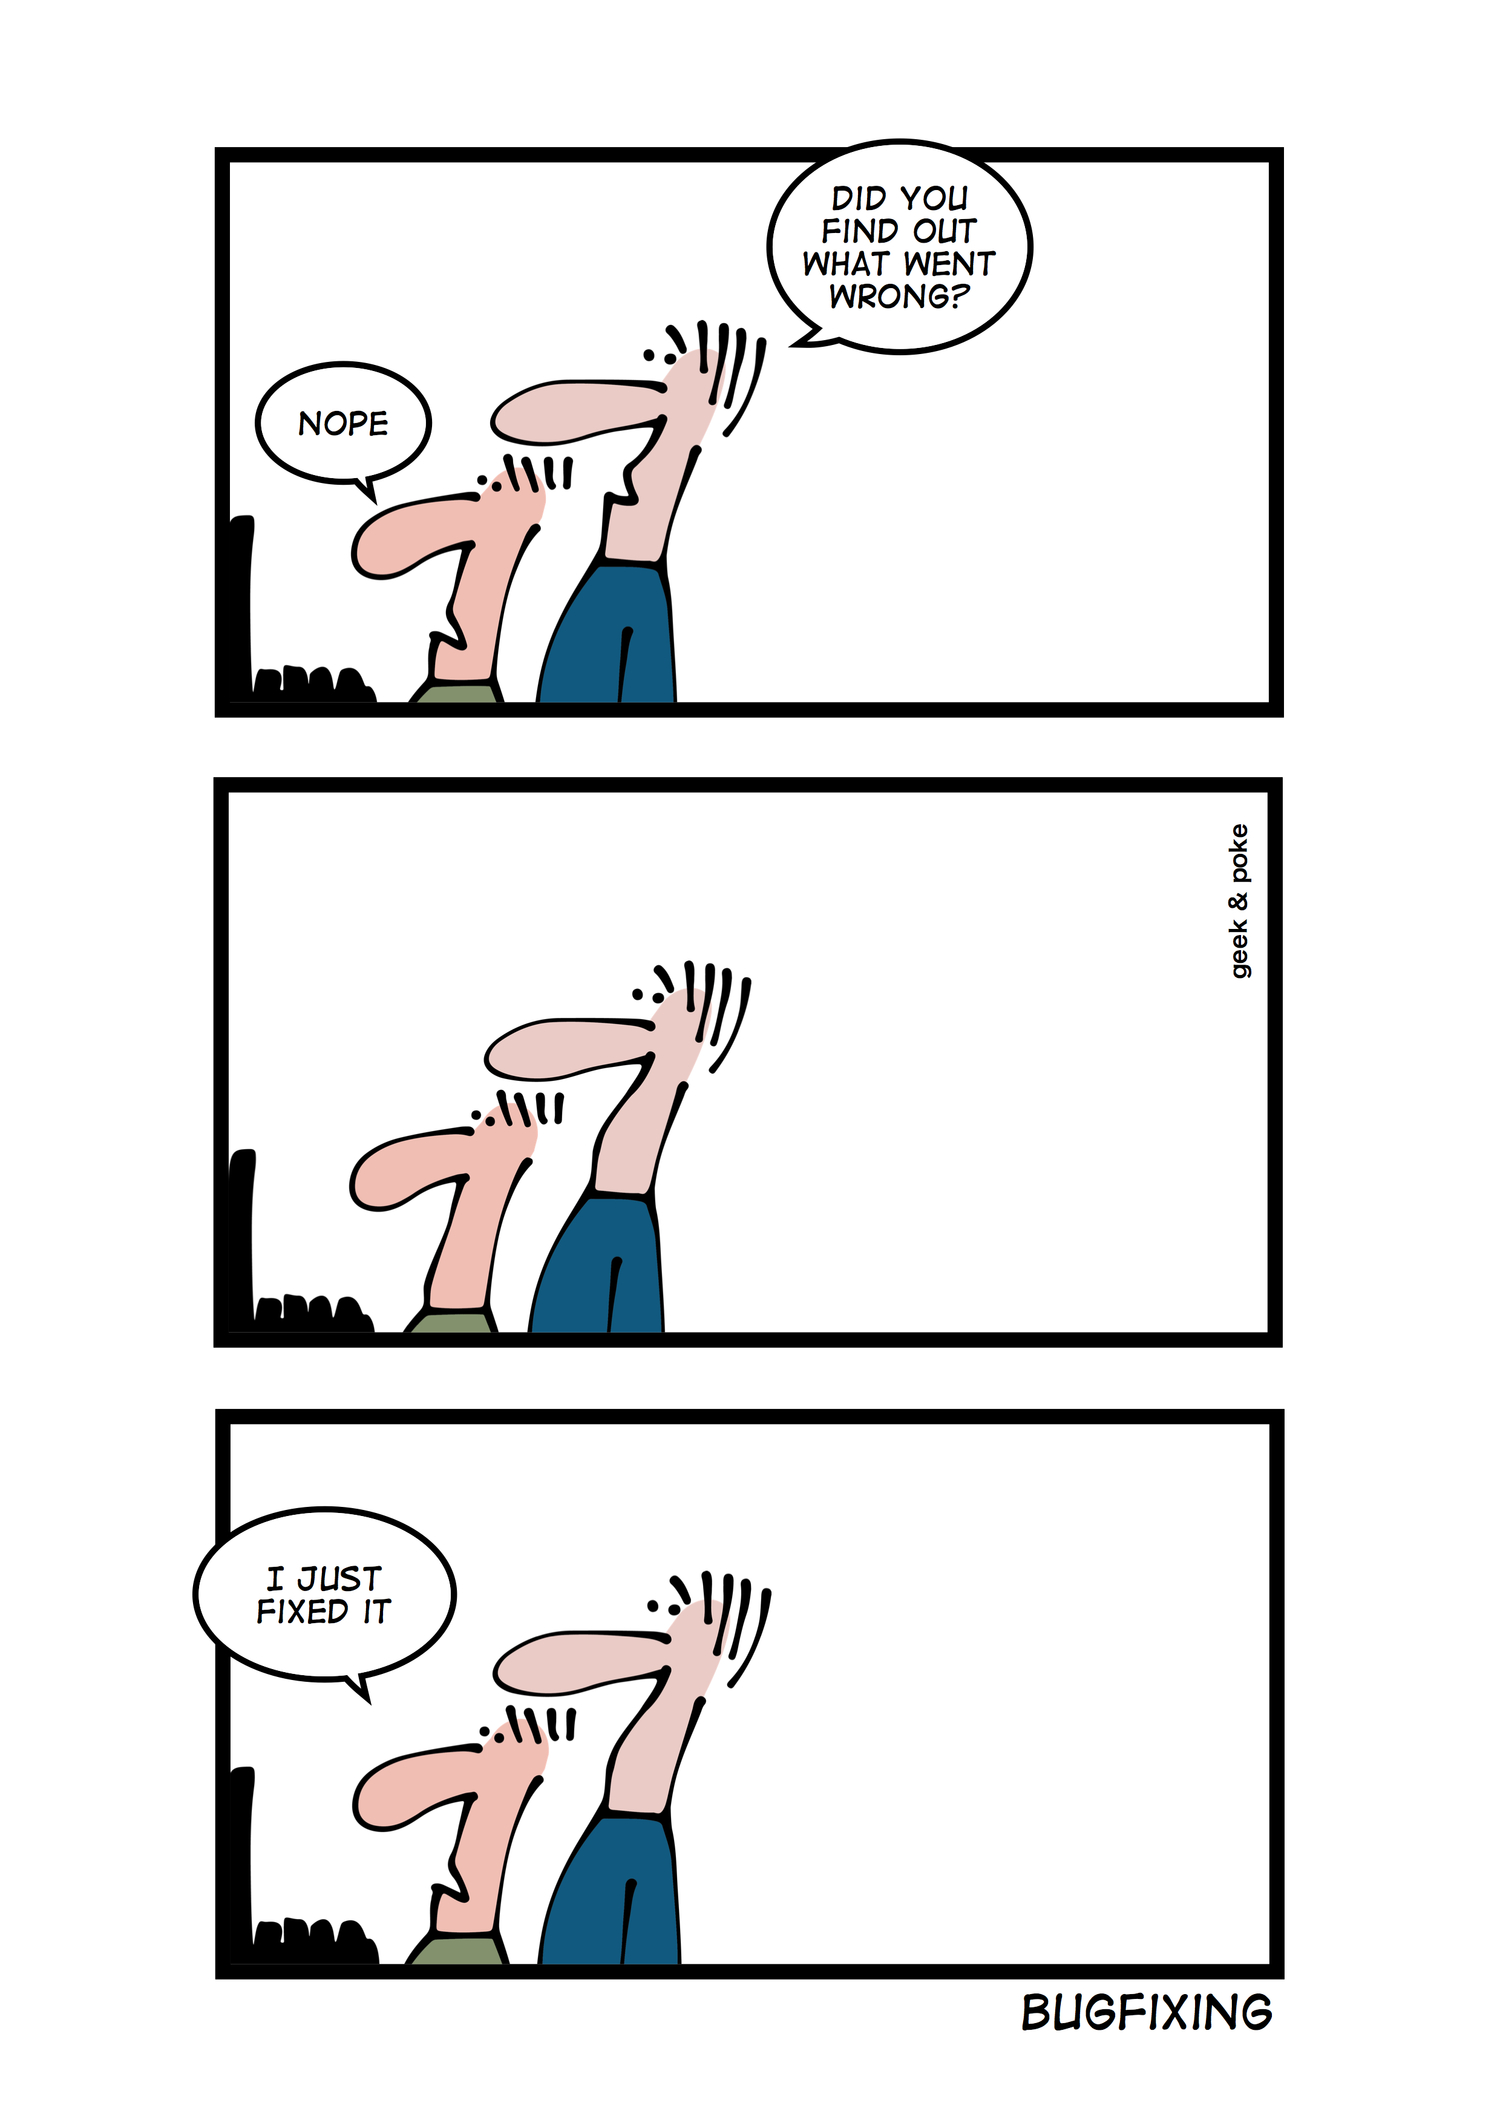 DID YOU
FIND OUT
WHAT WENT
WRONG?
NOPE
geek & poke
I JUST
FIXED IT
BUGFIXING